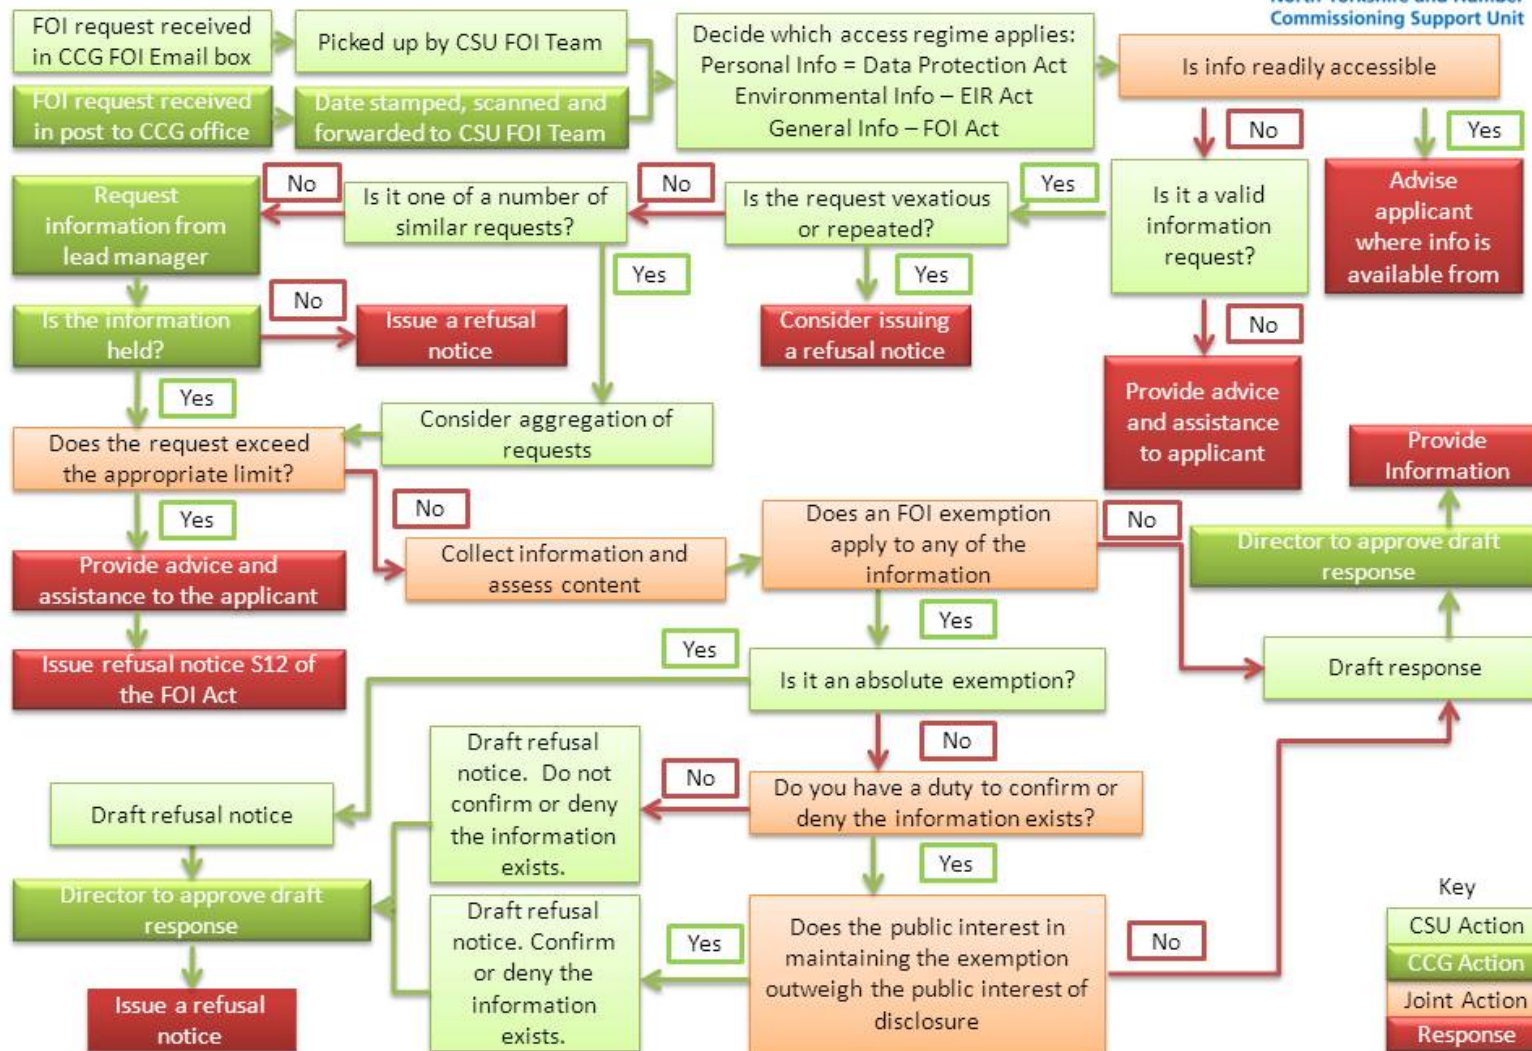 North Yorkshire and Humber
Commissioning Support Unit
FOI request received
in CCG FOI Email box
Picked up by CSU FOI Team
Decide which access regime applies:
Personal Info = Data Protection Act
Environmental Info – EIR Act
General Info – FOI Act
Is info readily accessible
FOI request received
in post to CCG office
Date stamped, scanned and
forwarded to CSU FOI Team
No
Yes
Request
information from
lead manager
No
Is it one of a number of
similar requests?
No
Is the request vexatious
or repeated?
Yes
Is it a valid
information
request?
Advise
applicant
where info is
available from
Yes
Yes
No
Is the information
held?
No
Issue a refusal
notice
Consider issuing
a refusal notice
Provide advice
and assistance
to applicant
Yes
Consider aggregation of
requests
Does the request exceed
the appropriate limit?
Provide
Information
Yes
No
Collect information and
assess content
Does an FOI exemption
apply to any of the
information
No
Director to approve draft
response
Provide advice and
assistance to the applicant
Yes
Issue refusal notice S12 of
the FOI Act
Yes
Is it an absolute exemption?
Draft response
No
Draft refusal
notice. Do not
confirm or deny
the information
exists.
No
Do you have a duty to confirm or
deny the information exists?
Draft refusal notice
Yes
Director to approve draft
response
Draft refusal
notice. Confirm
or deny the
information
exists.
Yes
Does the public interest in
maintaining the exemption
outweigh the public interest of
disclosure
No
Issue a refusal
notice
Key
CSU Action
CCG Action
Joint Action
Response